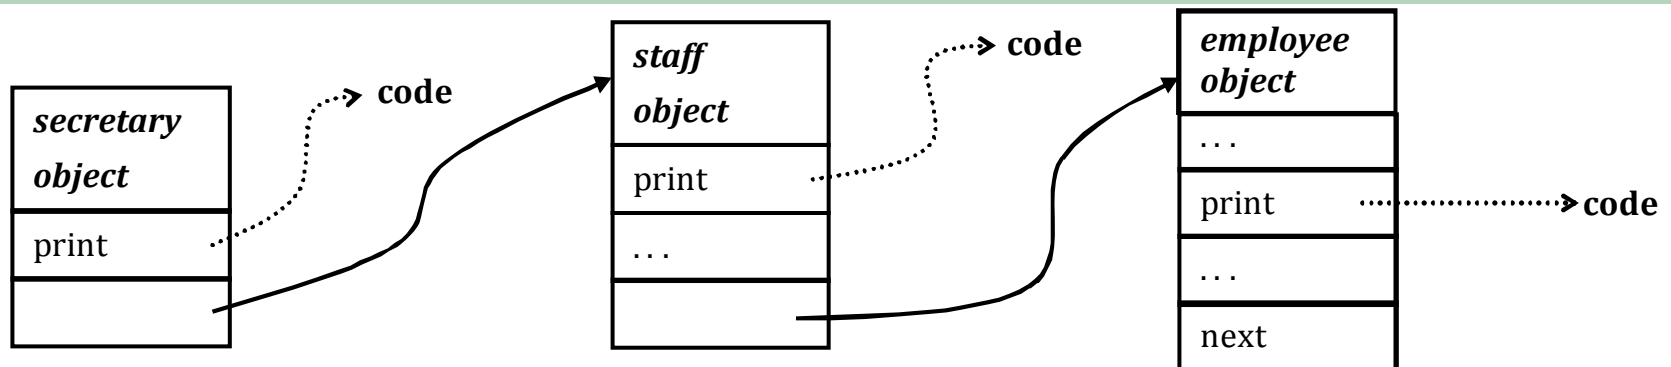 secretary
object
print
code
staff
object
print
. . .
code
employee
object
. . .
print
. . .
next
code